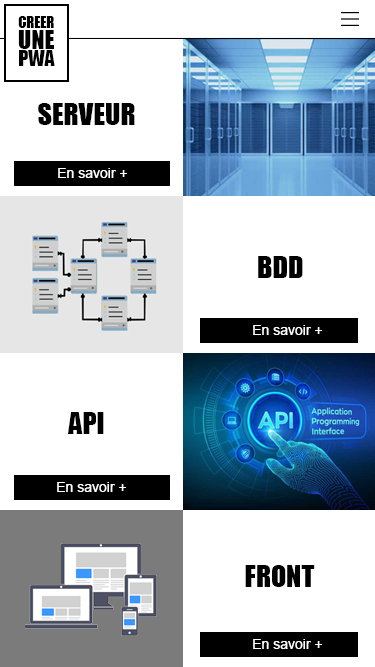 CREER
UNE
PWA
SERVEUR
En savoir +
BDD
En savoir +
API
API
Application
Programming
Interface
En savoir +
FRONT
En savoir +